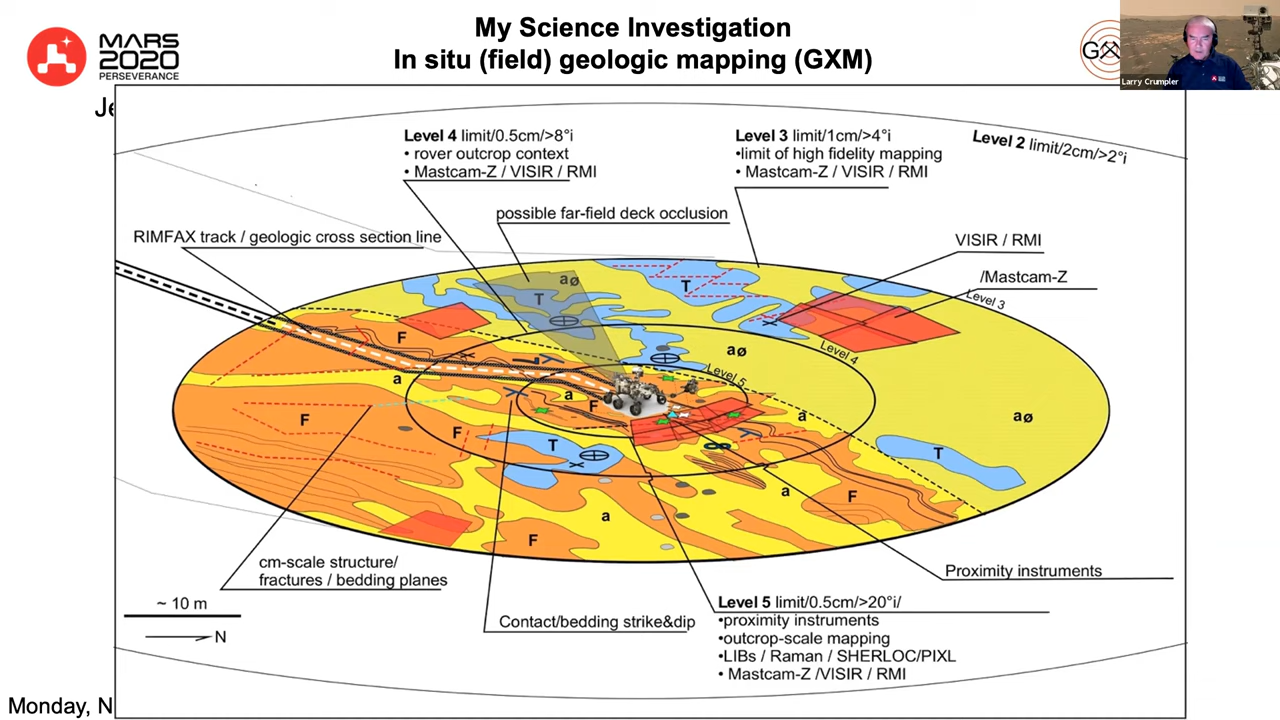 My Science Investigation
In situ (field) geologic mapping (GXM)
MARS
2020
PERSEVERANCE
Larry Crumpler
Je
Level 4 limit/0.5cm/>8°i
• rover outcrop context
• Mastcam-Z / VISIR / RMI
Level 3 limit/1cm/>4°i
•limit of high fidelity mapping
• Mastcam-Z / VISIR / RMI
Level 2 limit/2cm/>2°i
possible far-field deck occlusion
RIMFAX track / geologic cross section line
VISIR / RMI
/Mastcam-Z
Level 3
aø
T
T
F
aø
Level 4
Level 5
a
a
F
F
a
aø
F
T
T
a
F
a
F
cm-scale structure/
fractures / bedding planes
Proximity instruments
~ 10 m
N
Contact/bedding strike&dip
Level 5 limit/0.5cm/>20°i/
•proximity instruments
•outcrop-scale mapping
•LIBs / Raman / SHERLOC/PIXL
• Mastcam-Z /VISIR / RMI
Monday, N